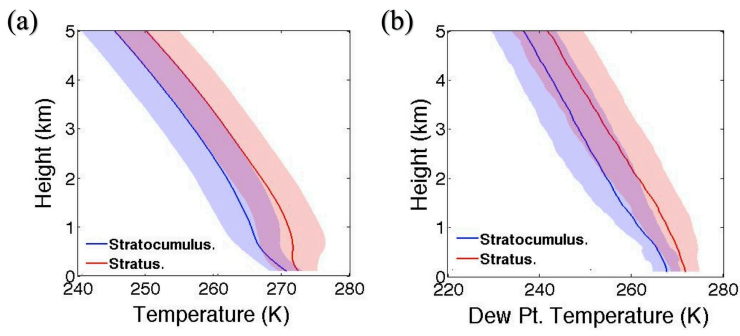 (a)
(b)
5
4
3
2
1
0
Height (km)
Stratocumulus.
Stratus.
240
250
260
270
280
Temperature (K)
5
4
3
2
1
0
Height (km)
Stratocumulus.
Stratus.
220
240
260
280
Dew Pt. Temperature (K)